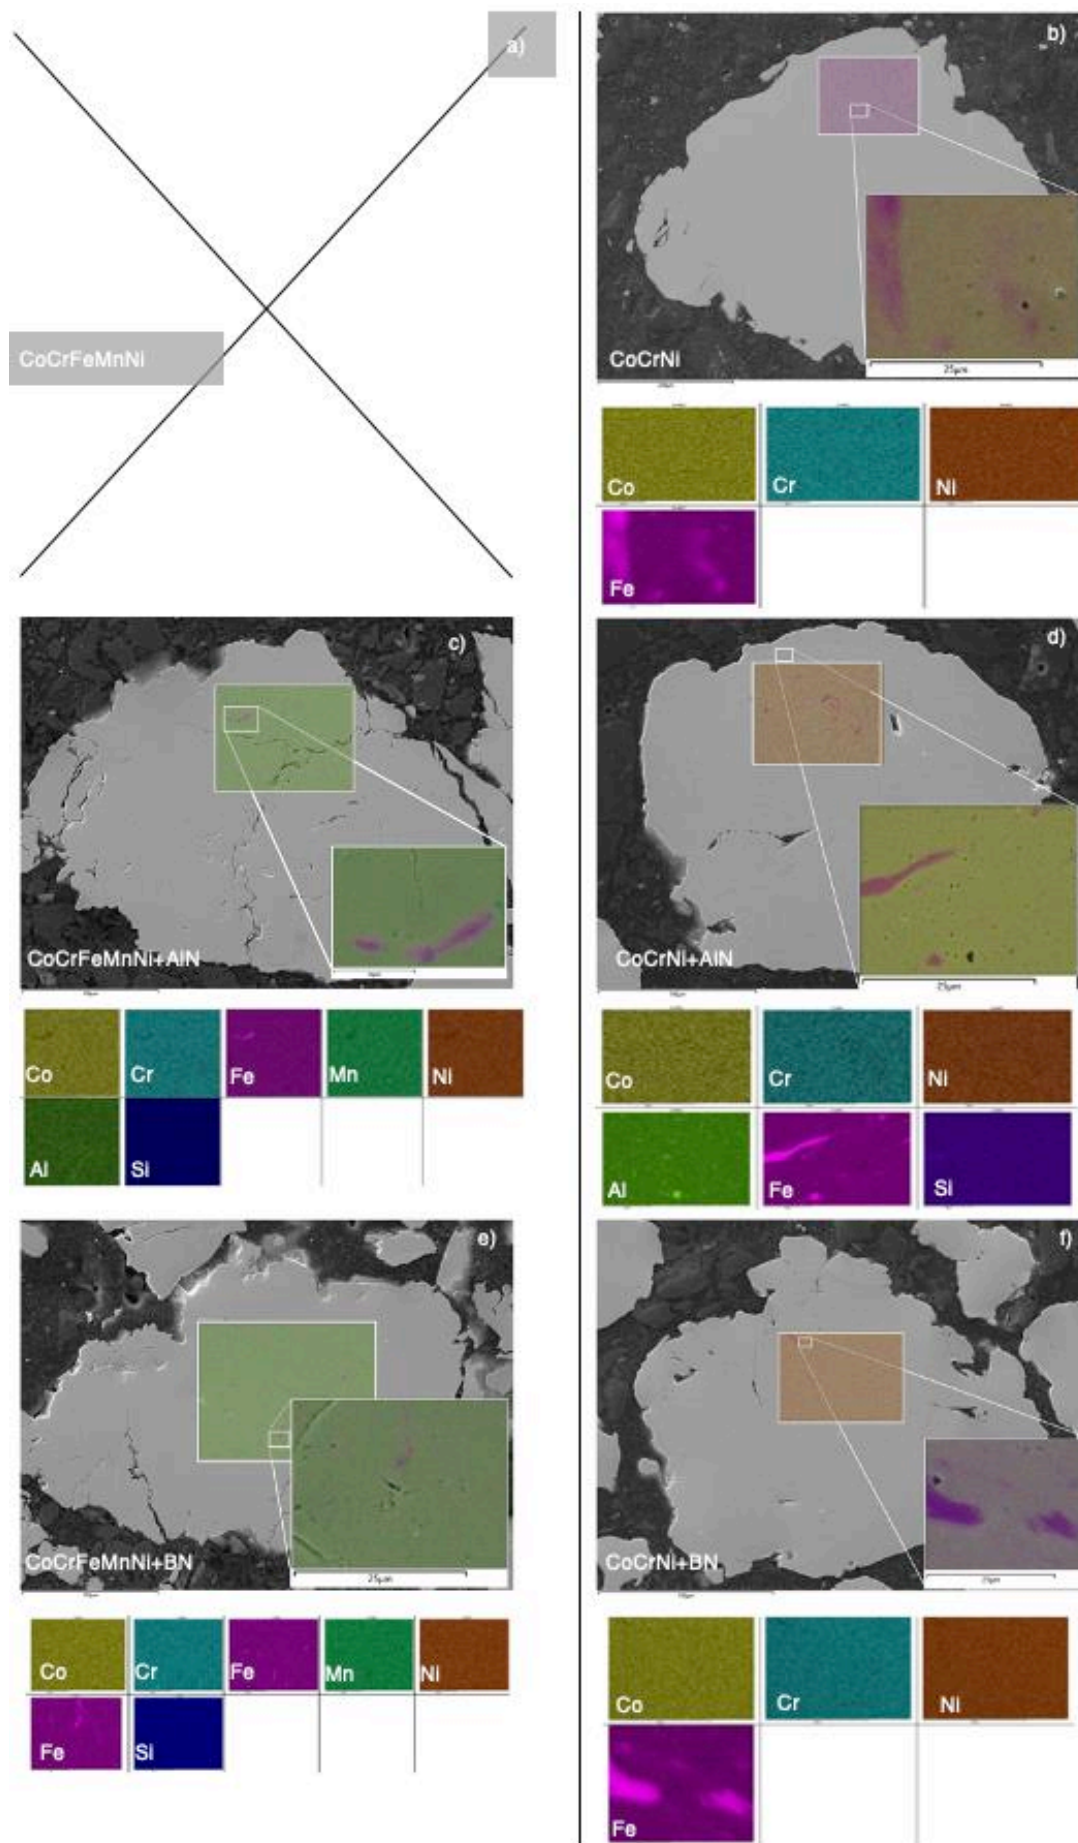 a)
CoCrFeMnNi
b)
CoCrNi
25µm
Co
Cr
Ni
Fe
c)
CoCrFeMnNi+AlN
Co
Cr
Fe
Mn
Ni
Al
Si
d)
CoCrNi+AlN
25µm
Co
Cr
Ni
Al
Fe
Si
e)
CoCrFeMnNi+BN
25µm
Co
Cr
Fe
Mn
Ni
Fe
Si
f)
CoCrNi+BN
25µm
Co
Cr
Ni
Fe